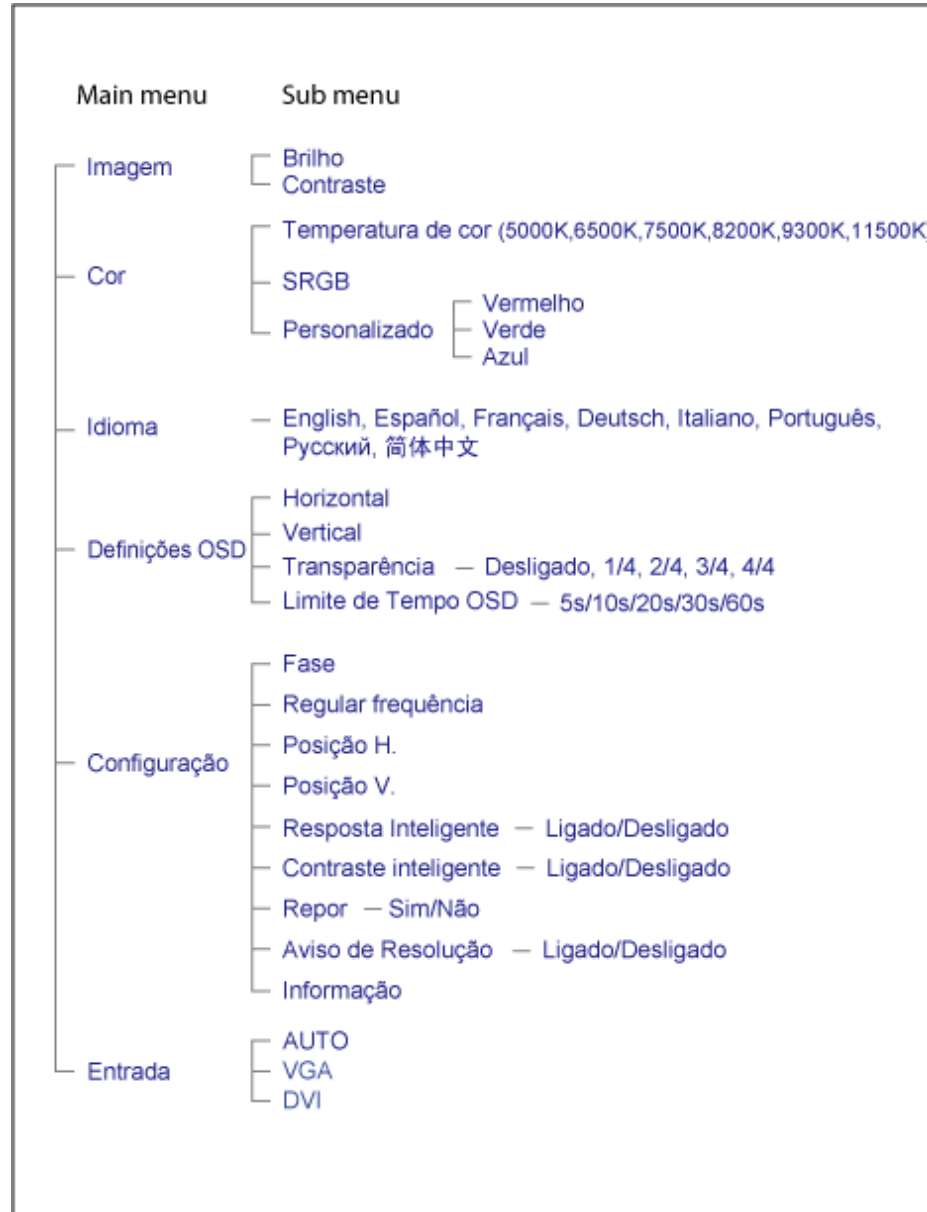 Main menu Sub menu
Imagem
Brilho
Contraste
Cor
Temperatura de cor (5000K,6500K,7500K,8200K,9300K,11500K)
SRGB
Personalizado
Vermelho
Verde
Azul
Idioma
English, Español, Français, Deutsch, Italiano, Português,
Русский, 简体中文
Definições OSD
Horizontal
Vertical
Transparência — Desligado, 1/4, 2/4, 3/4, 4/4
Limite de Tempo OSD — 5s/10s/20s/30s/60s
Configuração
Fase
Regular frequência
Posição H.
Posição V.
Resposta Inteligente — Ligado/Desligado
Contraste inteligente — Ligado/Desligado
Repor — Sim/Não
Aviso de Resolução — Ligado/Desligado
Informação
Entrada
AUTO
VGA
DVI